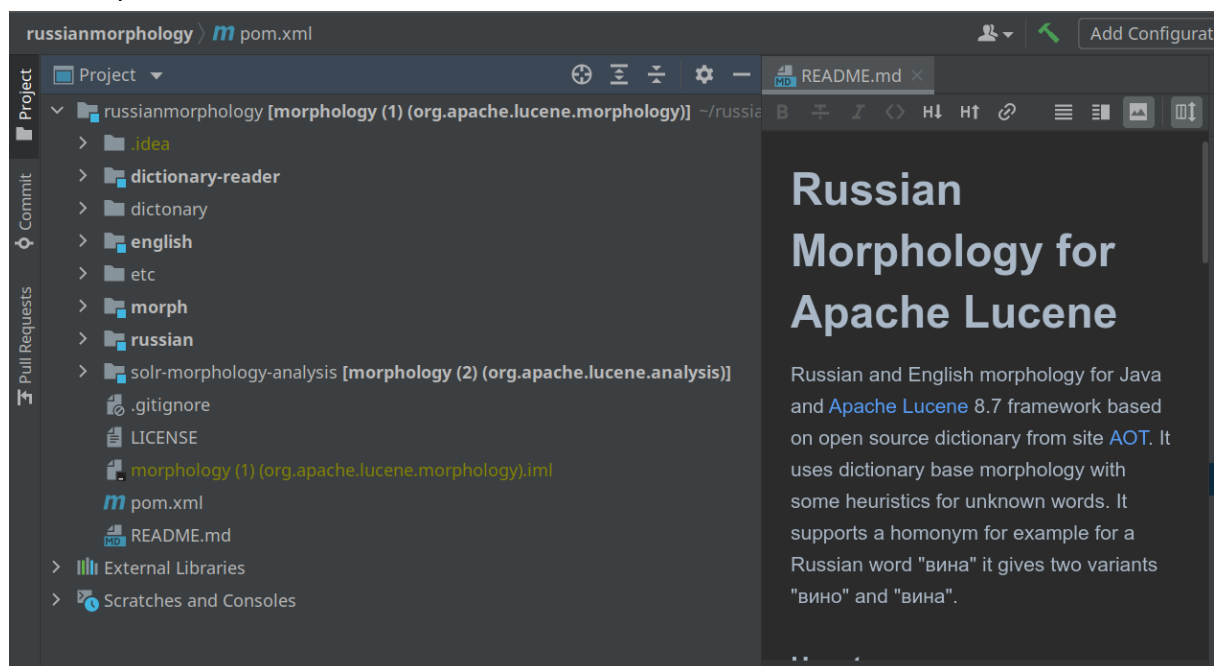 russianmorphology 〉 m pom.xml
Add Configurat
Project
Commit
Pull Requests
Project
russianmorphology [morphology (1) (org.apache.lucene.morphology)] ~/russia
.idea
dictionary-reader
dictonary
english
etc
morph
russian
solr-morphology-analysis [morphology (2) (org.apache.lucene.analysis)]
.gitignore
LICENSE
morphology (1) (org.apache.lucene.morphology).iml
m pom.xml
MD README.md
External Libraries
Scratches and Consoles
MD README.md ×
B I <> H↓ H↑
Russian
Morphology for
Apache Lucene
Russian and English morphology for Java
and Apache Lucene 8.7 framework based
on open source dictionary from site AOT. It
uses dictionary base morphology with
some heuristics for unknown words. It
supports a homonym for example for a
Russian word "вина" it gives two variants
"вино" and "вина".